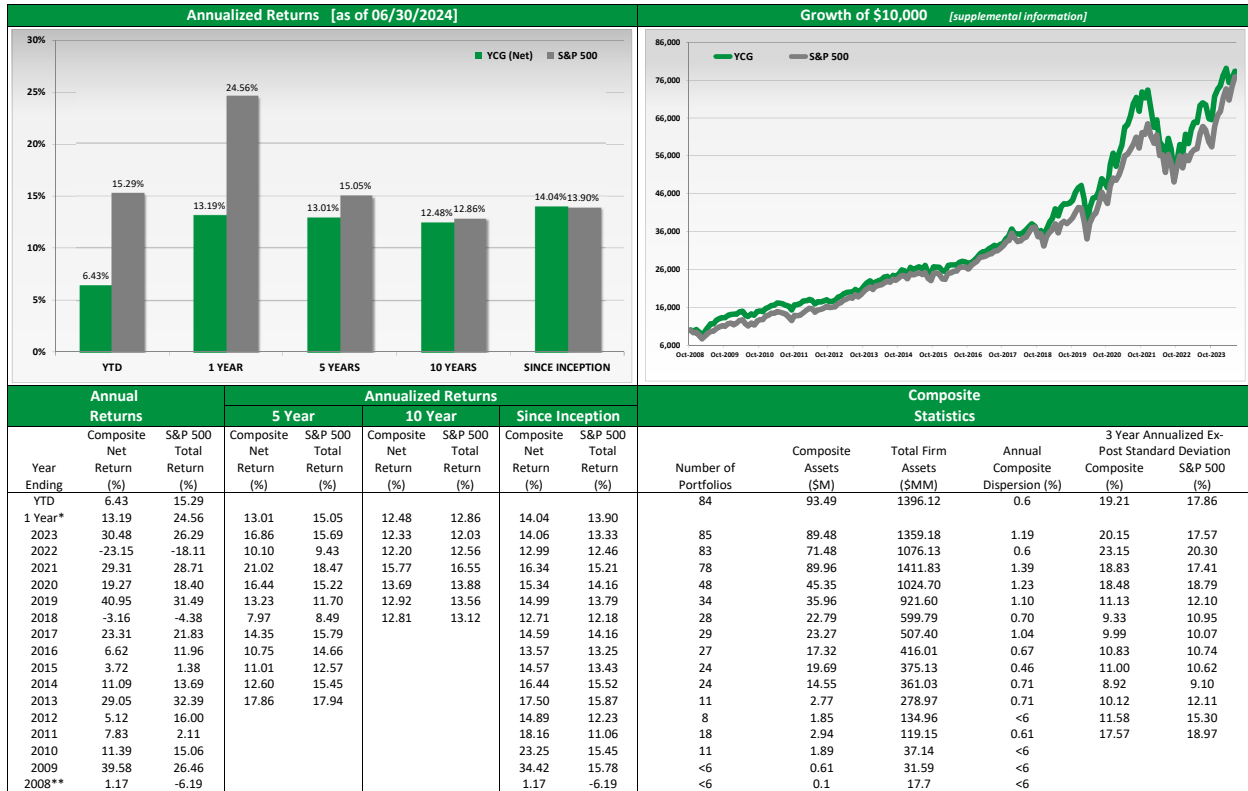 Annualized Returns [as of 06/30/2024]
30%
25%
20%
15%
10%
5%
0%
YCG (Net) S&P 500
6.43% 15.29%
13.19% 24.56%
13.01% 15.05%
12.48% 12.86%
14.04% 13.90%
YTD 1 YEAR 5 YEARS 10 YEARS SINCE INCEPTION
Growth of $10,000 [supplemental information]
86,000
76,000
66,000
56,000
46,000
36,000
26,000
16,000
6,000
YCG S&P 500
Oct-2008 Oct-2009 Oct-2010 Oct-2011 Oct-2012 Oct-2013 Oct-2014 Oct-2015 Oct-2016 Oct-2017 Oct-2018 Oct-2019 Oct-2020 Oct-2021 Oct-2022 Oct-2023
Annual Annualized Returns Composite
Returns 5 Year 10 Year Since Inception Statistics
Composite S&P 500 Composite S&P 500 Composite S&P 500 Composite S&P 500 3 Year Annualized Ex-
Net Total Net Total Net Total Net Total Composite Total Firm Annual Post Standard Deviation
Year Return Return Return Return Return Return Return Return Number of Assets Assets Composite Composite S&P 500
Ending (%) (%) (%) (%) (%) (%) (%) (%) Portfolios ($M) ($MM) Dispersion (%) (%) (%)
YTD 6.43 15.29 84 93.49 1396.12 0.6 19.21 17.86
1 Year* 13.19 24.56 13.01 15.05 12.48 12.86 14.04 13.90
2023 30.48 26.29 16.86 15.69 12.33 12.03 14.06 13.33 85 89.48 1359.18 1.19 20.15 17.57
2022 -23.15 -18.11 10.10 9.43 12.20 12.56 12.99 12.46 83 71.48 1076.13 0.6 23.15 20.30
2021 29.31 28.71 21.02 18.47 15.77 16.55 16.34 15.21 78 89.96 1411.83 1.39 18.83 17.41
2020 19.27 18.40 16.44 15.22 13.69 13.88 15.34 14.16 48 45.35 1024.70 1.23 18.48 18.79
2019 40.95 31.49 13.23 11.70 12.92 13.56 14.99 13.79 34 35.96 921.60 1.10 11.13 12.10
2018 -3.16 -4.38 7.97 8.49 12.81 13.12 12.71 12.18 28 22.79 599.79 0.70 9.33 10.95
2017 23.31 21.83 14.35 15.79 14.59 14.16 29 23.27 507.40 1.04 9.99 10.07
2016 6.62 11.96 10.75 14.66 13.57 13.25 27 17.32 416.01 0.67 10.83 10.74
2015 3.72 1.38 11.01 12.57 14.57 13.43 24 19.69 375.13 0.46 11.00 10.62
2014 11.09 13.69 12.60 15.45 16.44 15.52 24 14.55 361.03 0.71 8.92 9.10
2013 29.05 32.39 17.86 17.94 17.50 15.87 11 2.77 278.97 0.71 10.12 12.11
2012 5.12 16.00 14.89 12.23 8 1.85 134.96 <6 11.58 15.30
2011 7.83 2.11 18.16 11.06 18 2.94 119.15 0.61 17.57 18.97
2010 11.39 15.06 23.25 15.45 11 1.89 37.14 <6
2009 39.58 26.46 34.42 15.78 <6 0.61 31.59 <6
2008** 1.17 -6.19 1.17 -6.19 <6 0.1 17.7 <6